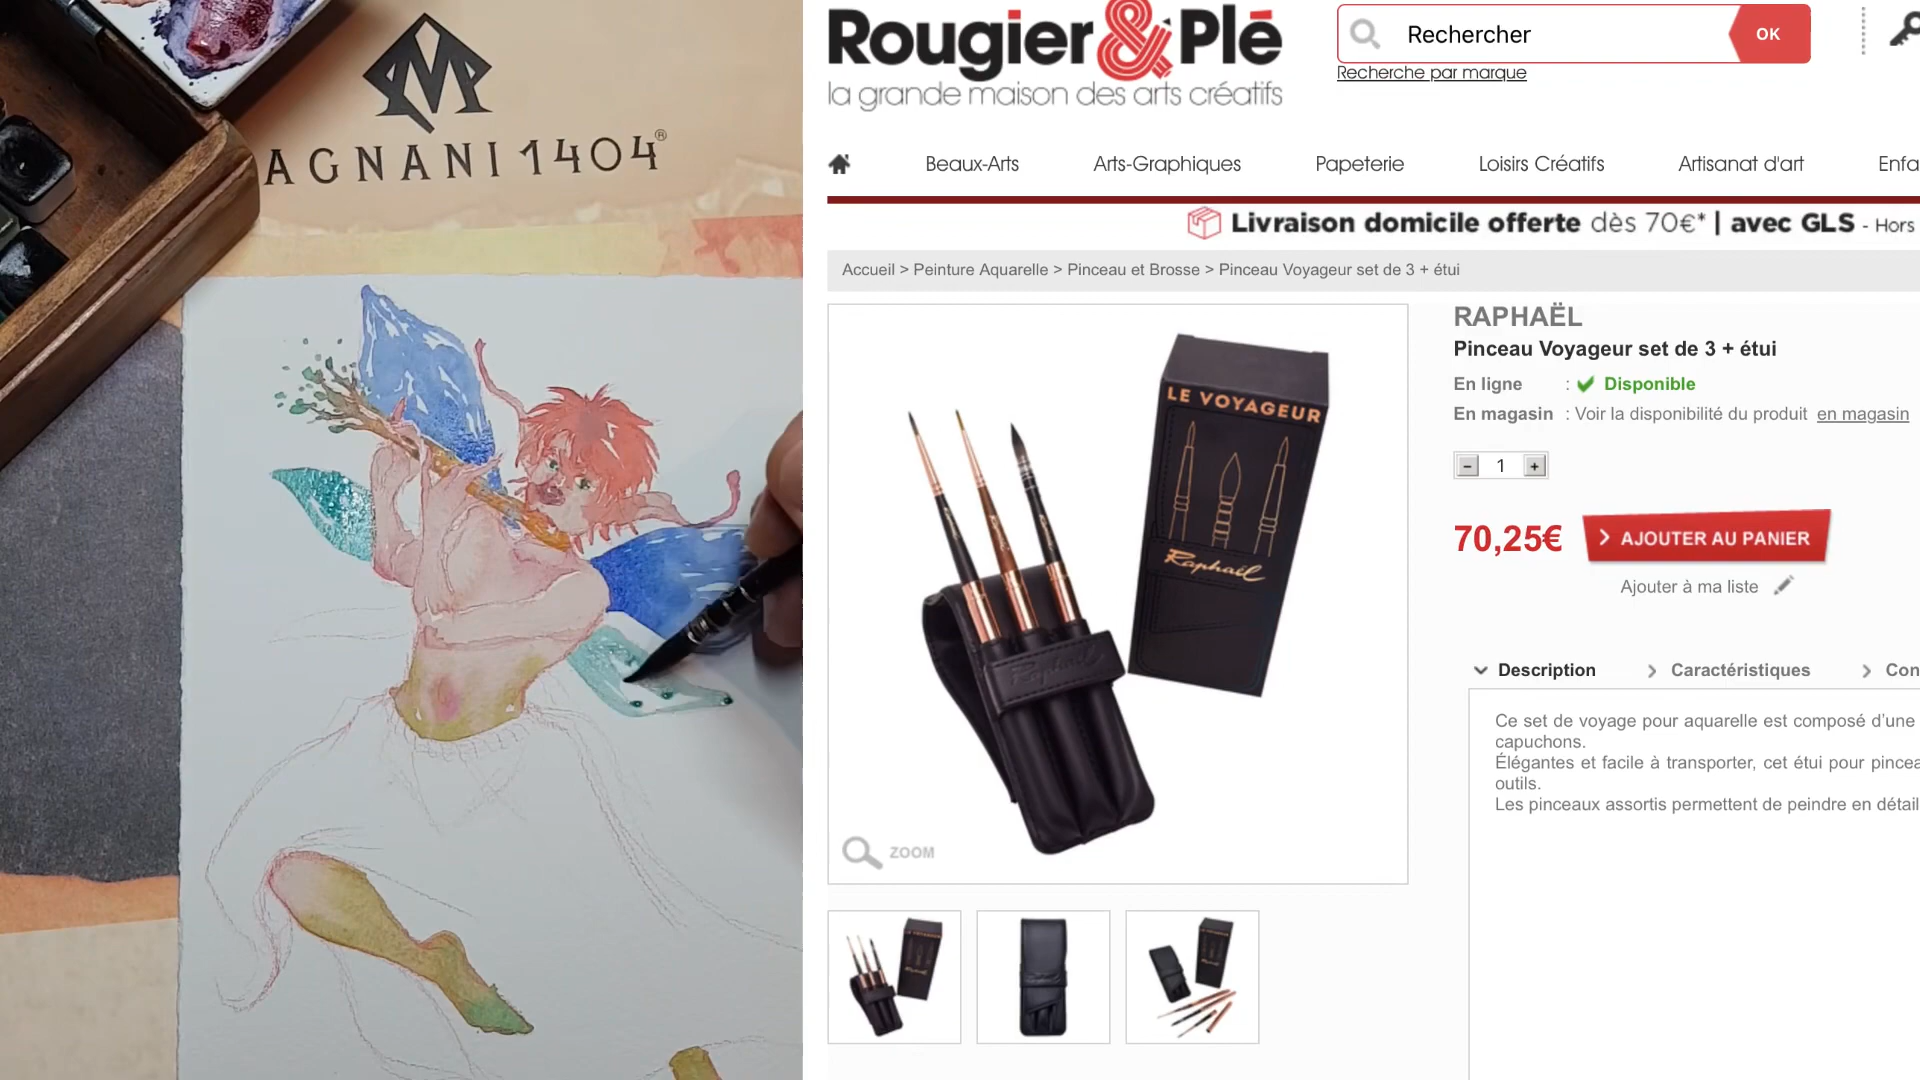 AGNANI 1404®
Rougier&Plé
la grande maison des arts créatifs
Rechercher
OK
Recherche par marque
Beaux-Arts
Arts-Graphiques
Papeterie
Loisirs Créatifs
Artisanat d'art
Enfa
Livraison domicile offerte dès 70€* | avec GLS - Hors
Accueil > Peinture Aquarelle > Pinceau et Brosse > Pinceau Voyageur set de 3 + étui
RAPHAËL
Pinceau Voyageur set de 3 + étui
En ligne : Disponible
En magasin : Voir la disponibilité du produit en magasin
- 1 +
70,25€
AJOUTER AU PANIER
Ajouter à ma liste
LE VOYAGEUR
Raphaël
Raphaël
ZOOM
Description
Caractéristiques
Con
Ce set de voyage pour aquarelle est composé d'une
capuchons.
Élégantes et facile à transporter, cet étui pour pincea
outils.
Les pinceaux assortis permettent de peindre en détail